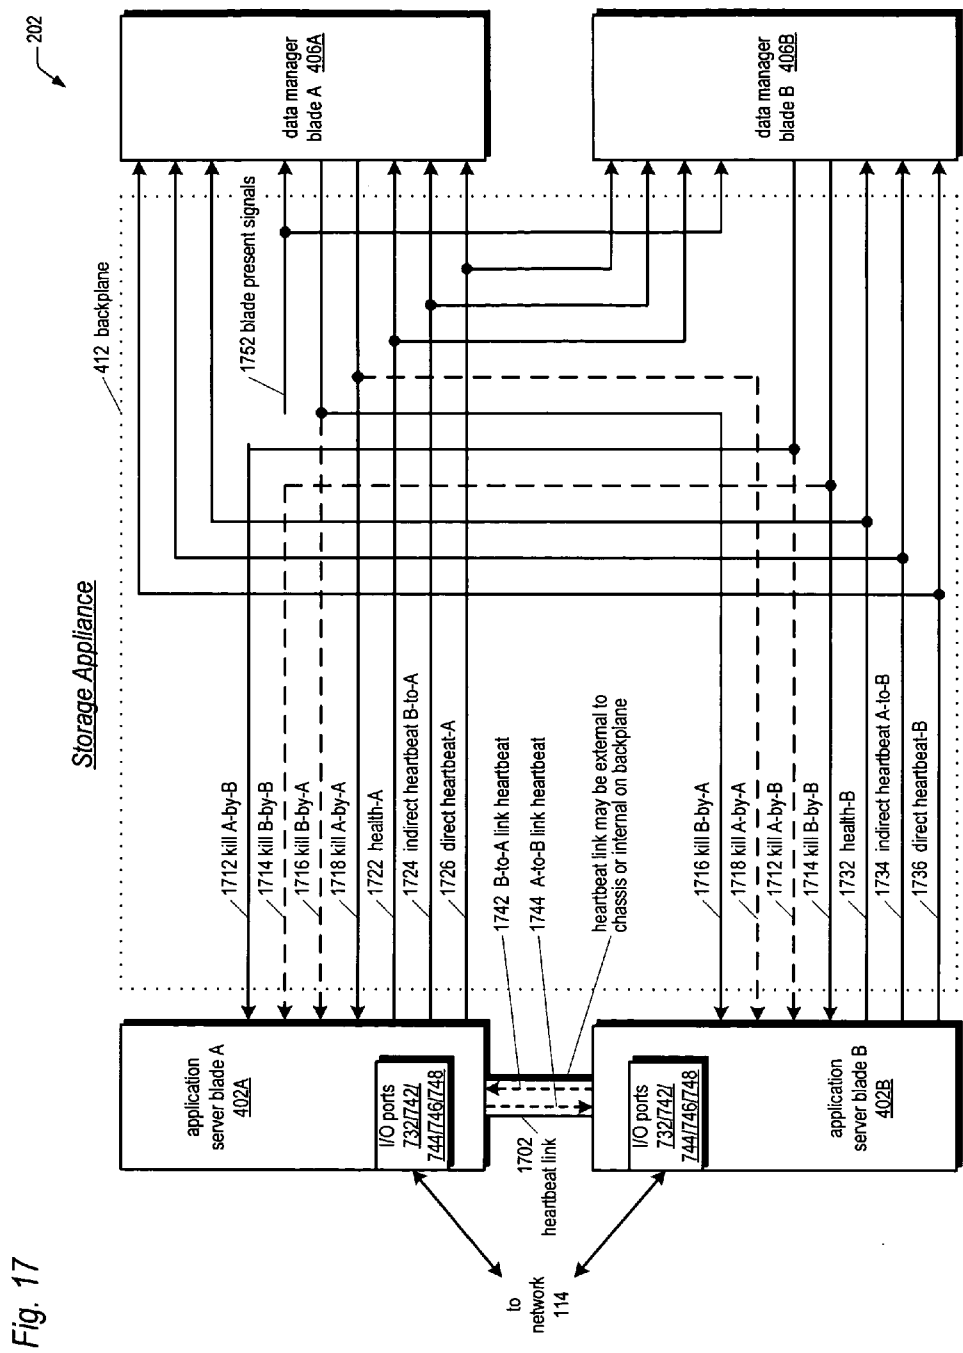 Fig. 17
Storage Appliance
202
412 backplane
application
server blade A
402A
I/O ports
732/742/
744/746/748
data manager
blade A 406A
1752 blade present signals
1712 kill A-by-B
1714 kill B-by-B
1716 kill B-by-A
1718 kill A-by-A
1722 health-A
1724 indirect heartbeat B-to-A
1726 direct heartbeat-A
1742 B-to-A link heartbeat
1744 A-to-B link heartbeat
heartbeat link may be external to
chassis or internal on backplane
1702
heartbeat link
to
network
114
1716 kill B-by-A
1718 kill A-by-A
1712 kill A-by-B
1714 kill B-by-B
1732 health-B
1734 indirect heartbeat A-to-B
1736 direct heartbeat-B
I/O ports
732/742/
744/746/748
application
server blade B
402B
data manager
blade B 406B